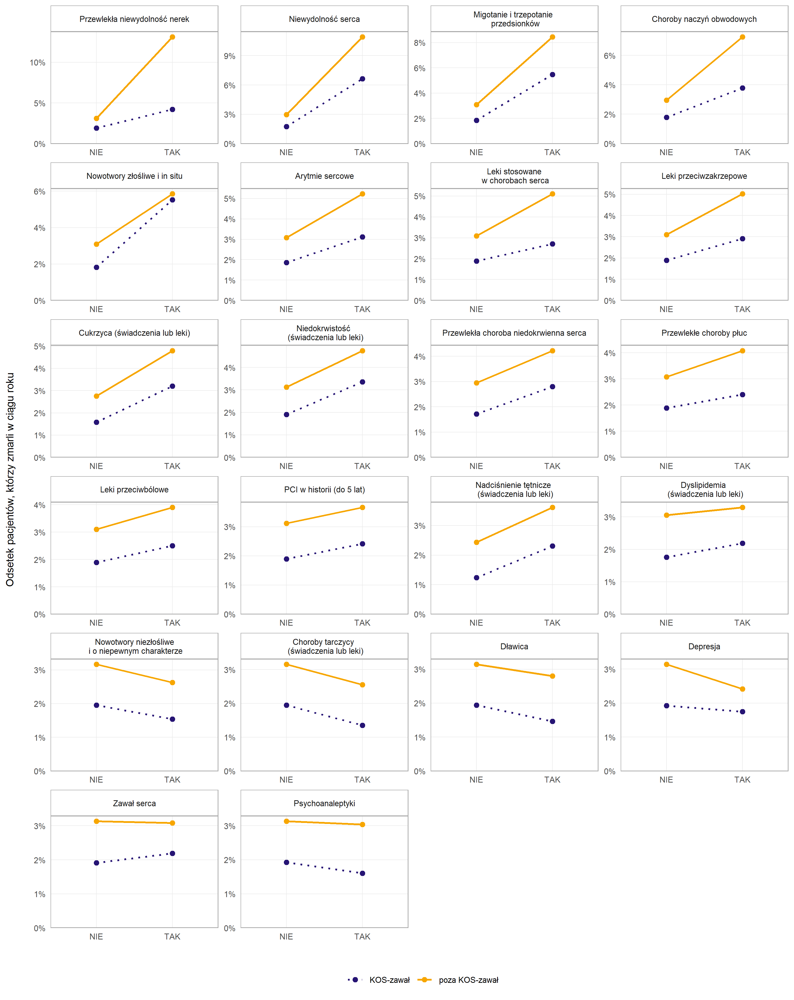 Przewlekła niewydolność nerek
Niewydolność serca
Migotanie i trzepotanie
przedsionków
Choroby naczyń obwodowych
10%
5%
0%
NIE
TAK
9%
6%
3%
0%
NIE
TAK
8%
6%
4%
2%
0%
NIE
TAK
6%
4%
2%
0%
NIE
TAK
Nowotwory złośliwe i in situ
Arytmie sercowe
Leki stosowane
w chorobach serca
Leki przeciwzakrzepowe
6%
4%
2%
0%
NIE
TAK
5%
4%
3%
2%
1%
0%
NIE
TAK
5%
4%
3%
2%
1%
0%
NIE
TAK
5%
4%
3%
2%
1%
0%
NIE
TAK
Cukrzyca (świadczenia lub leki)
Niedokrwistość
(świadczenia lub leki)
Przewlekła choroba niedokrwienna serca
Przewlekłe choroby płuc
5%
4%
3%
2%
1%
0%
NIE
TAK
4%
3%
2%
1%
0%
NIE
TAK
4%
3%
2%
1%
0%
NIE
TAK
4%
3%
2%
1%
0%
NIE
TAK
Odsetek pacjentów, którzy zmarli w ciągu roku
Leki przeciwbólowe
PCI w historii (do 5 lat)
Nadciśnienie tętnicze
(świadczenia lub leki)
Dyslipidemia
(świadczenia lub leki)
4%
3%
2%
1%
0%
NIE
TAK
3%
2%
1%
0%
NIE
TAK
3%
2%
1%
0%
NIE
TAK
3%
2%
1%
0%
NIE
TAK
Nowotwory niezłośliwe
i o niepewnym charakterze
Choroby tarczycy
(świadczenia lub leki)
Dławica
Depresja
3%
2%
1%
0%
NIE
TAK
3%
2%
1%
0%
NIE
TAK
3%
2%
1%
0%
NIE
TAK
3%
2%
1%
0%
NIE
TAK
Zawał serca
Psychoanaleptyki
3%
2%
1%
0%
NIE
TAK
3%
2%
1%
0%
NIE
TAK
KOS-zawał
poza KOS-zawał